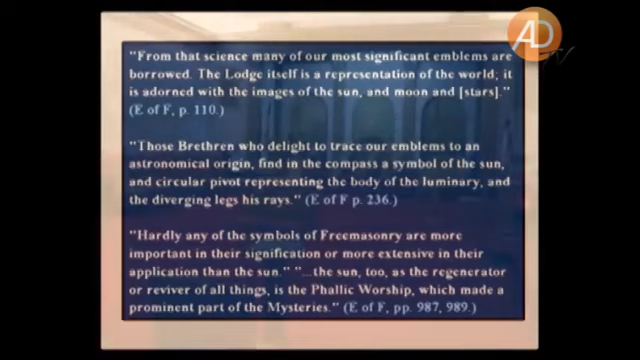 AD
TV
"From that science many of our most significant emblems are
borrowed. The Lodge itself is a representation of the world; it
is adorned with the images of the sun, and moon and [stars]."
(E of F, p. 110.)
"Those Brethren who delight to trace our emblems to an
astronomical origin, find in the compass a symbol of the sun,
and circular pivot representing the body of the luminary, and
the diverging legs his rays." (E of F p. 236.)
"Hardly any of the symbols of Freemasonry are more
important in their signification or more extensive in their
application than the sun." "...the sun, too, as the regenerator
or reviver of all things, is the Phallic Worship, which made a
prominent part of the Mysteries." (E of F, pp. 987, 989.)